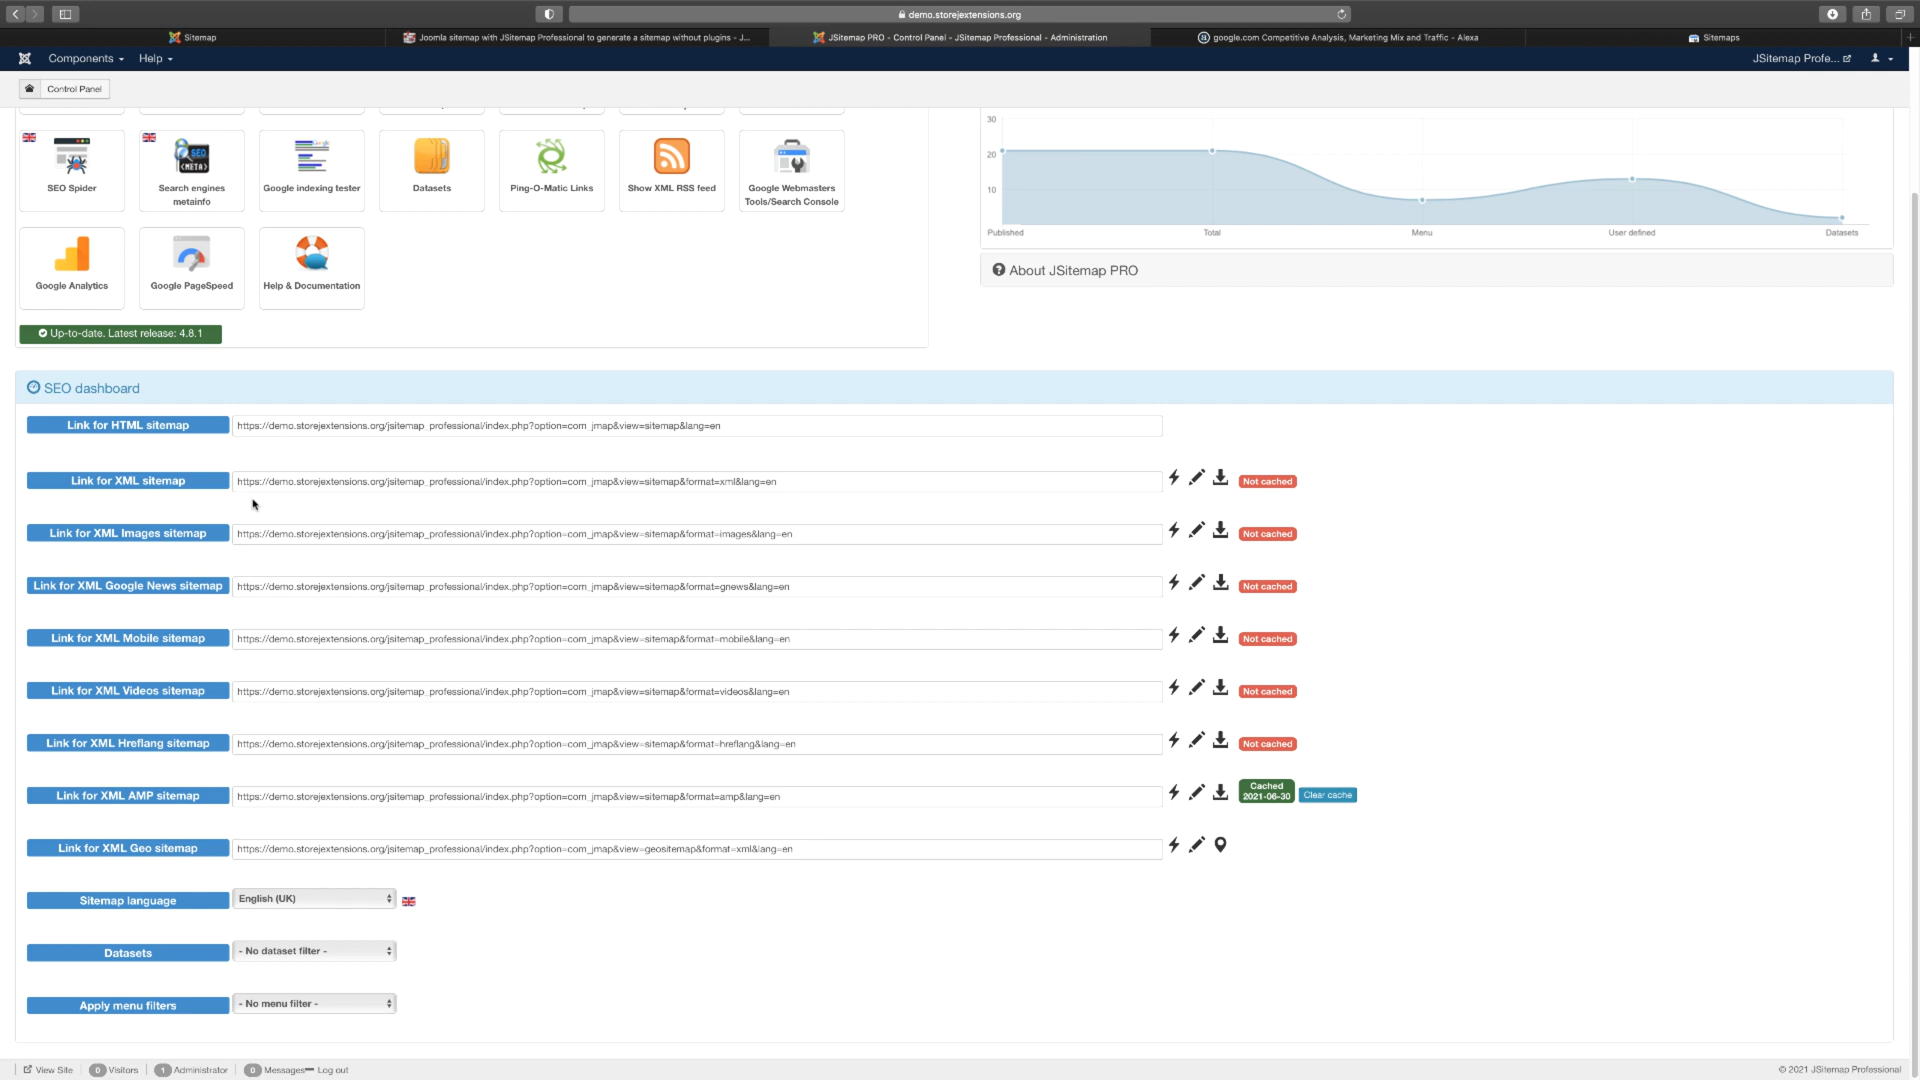 demo.storejextensions.org
Sitemap
Joomla sitemap with JSitemap Professional to generate a sitemap without plugins - J...
JSitemap PRO - Control Panel - JSitemap Professional - Administration
google.com Competitive Analysis, Marketing Mix and Traffic - Alexa
Sitemaps
Components
Help
JSitemap Profe...
Control Panel
SEO Spider
Search engines
metainfo
Google indexing tester
Datasets
Ping-O-Matic Links
Show XML RSS feed
Google Webmasters
Tools/Search Console
Google Analytics
Google PageSpeed
Help & Documentation
Up-to-date. Latest release: 4.8.1
30
20
10
Published
Total
Menu
User defined
Datasets
About JSitemap PRO
SEO dashboard
Link for HTML sitemap https://demo.storejextensions.org/jsitemap_professional/index.php?option=com_jmap&view=sitemap&lang=en
Link for XML sitemap https://demo.storejextensions.org/jsitemap_professional/index.php?option=com_jmap&view=sitemap&format=xml&lang=en Not cached
Link for XML Images sitemap https://demo.storejextensions.org/jsitemap_professional/index.php?option=com_jmap&view=sitemap&format=images&lang=en Not cached
Link for XML Google News sitemap https://demo.storejextensions.org/jsitemap_professional/index.php?option=com_jmap&view=sitemap&format=gnews&lang=en Not cached
Link for XML Mobile sitemap https://demo.storejextensions.org/jsitemap_professional/index.php?option=com_jmap&view=sitemap&format=mobile&lang=en Not cached
Link for XML Videos sitemap https://demo.storejextensions.org/jsitemap_professional/index.php?option=com_jmap&view=sitemap&format=videos&lang=en Not cached
Link for XML Hreflang sitemap https://demo.storejextensions.org/jsitemap_professional/index.php?option=com_jmap&view=sitemap&format=hreflang&lang=en Not cached
Link for XML AMP sitemap https://demo.storejextensions.org/jsitemap_professional/index.php?option=com_jmap&view=sitemap&format=amp&lang=en Cached 2021-06-30 Clear cache
Link for XML Geo sitemap https://demo.storejextensions.org/jsitemap_professional/index.php?option=com_jmap&view=geositemap&format=xml&lang=en
Sitemap language English (UK)
Datasets - No dataset filter -
Apply menu filters - No menu filter -
View Site 0 Visitors 1 Administrator 0 Messages Log out
© 2021 JSitemap Professional